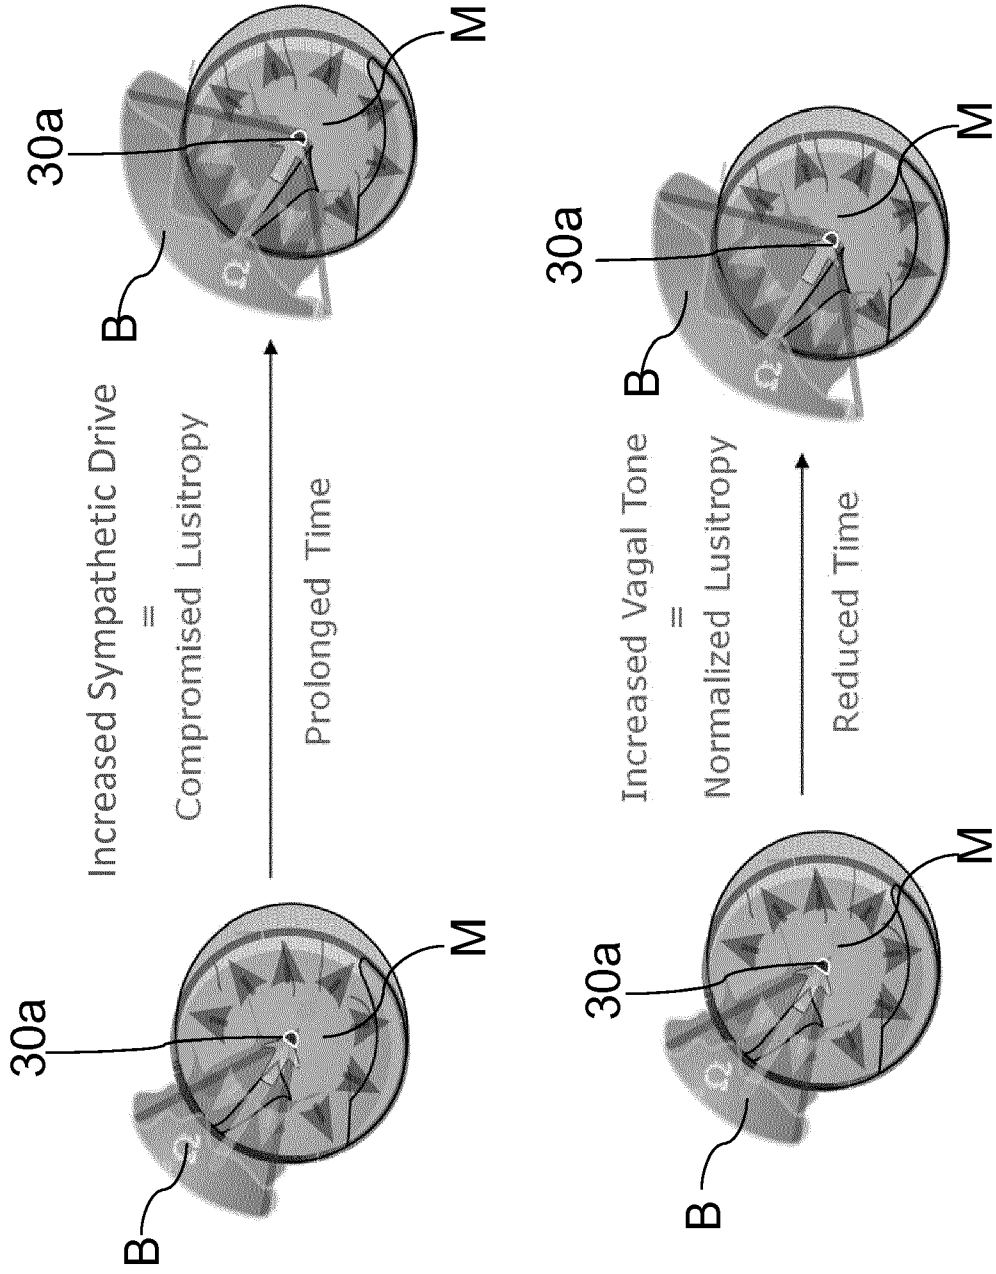 30a
30a
Increased Sympathetic Drive
B
B
=
Compromised Lusitropy
Ω
Ω
Prolonged Time
M
M
30a
30a
Increased Vagal Tone
B
B
=
Normalized Lusitropy
Ω
Ω
Reduced Time
M
M